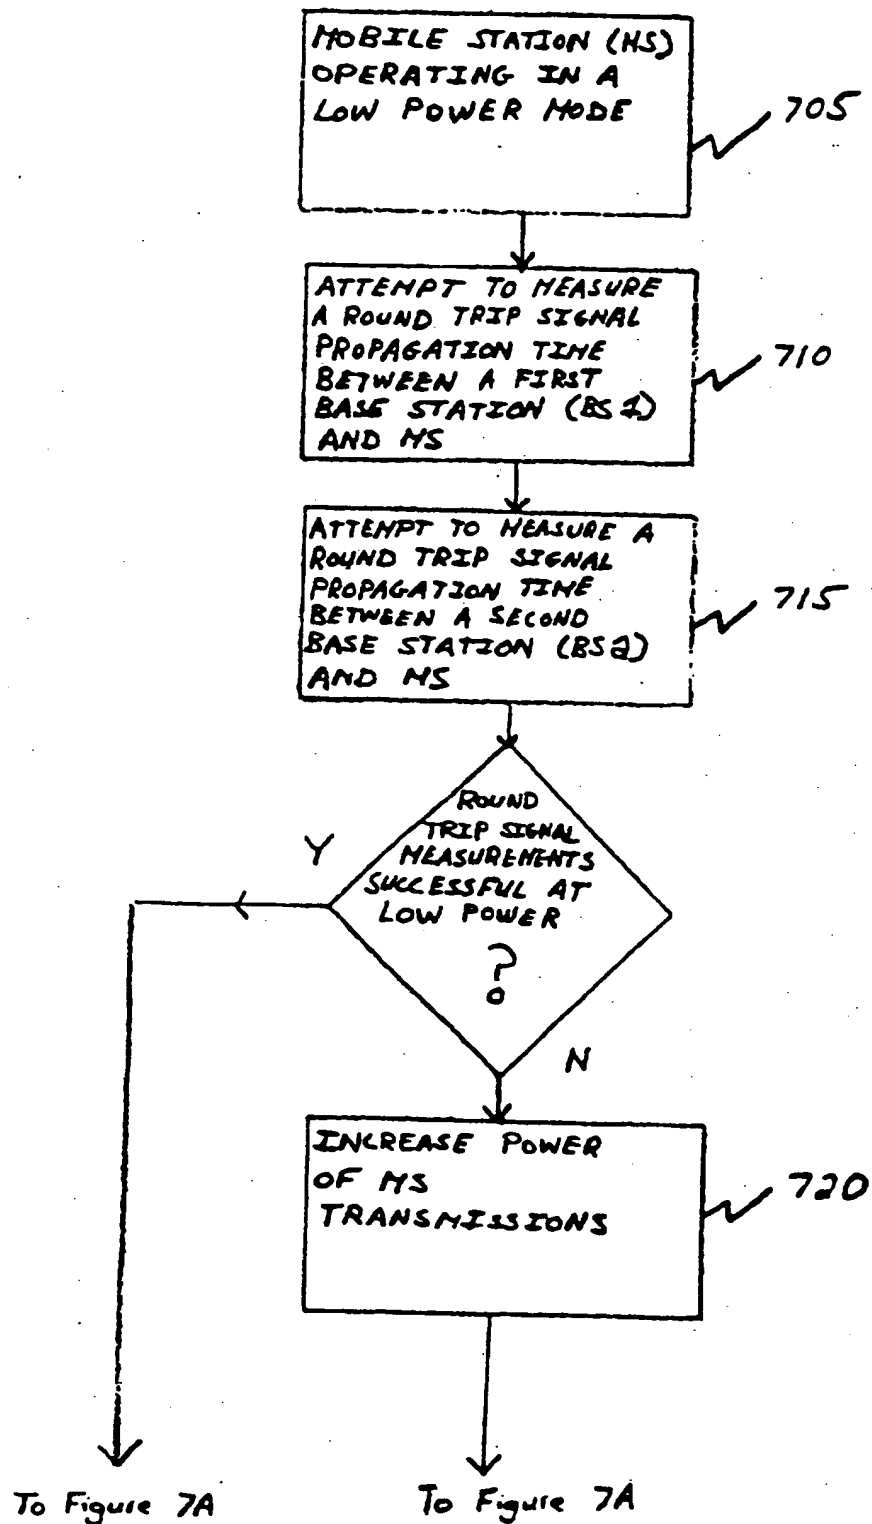 MOBILE STATION (MS)
OPERATING IN A
LOW POWER MODE
705
ATTEMPT TO MEASURE
A ROUND TRIP SIGNAL
PROPAGATION TIME
BETWEEN A FIRST
BASE STATION (BS1)
AND MS
710
ATTEMPT TO MEASURE A
ROUND TRIP SIGNAL
PROPAGATION TIME
BETWEEN A SECOND
BASE STATION (BS2)
AND MS
715
ROUND
TRIP SIGNAL
MEASUREMENTS
SUCCESSFUL AT
LOW POWER
?
Y
N
INCREASE POWER
OF MS
TRANSMISSIONS
720
To Figure 7A
To Figure 7A